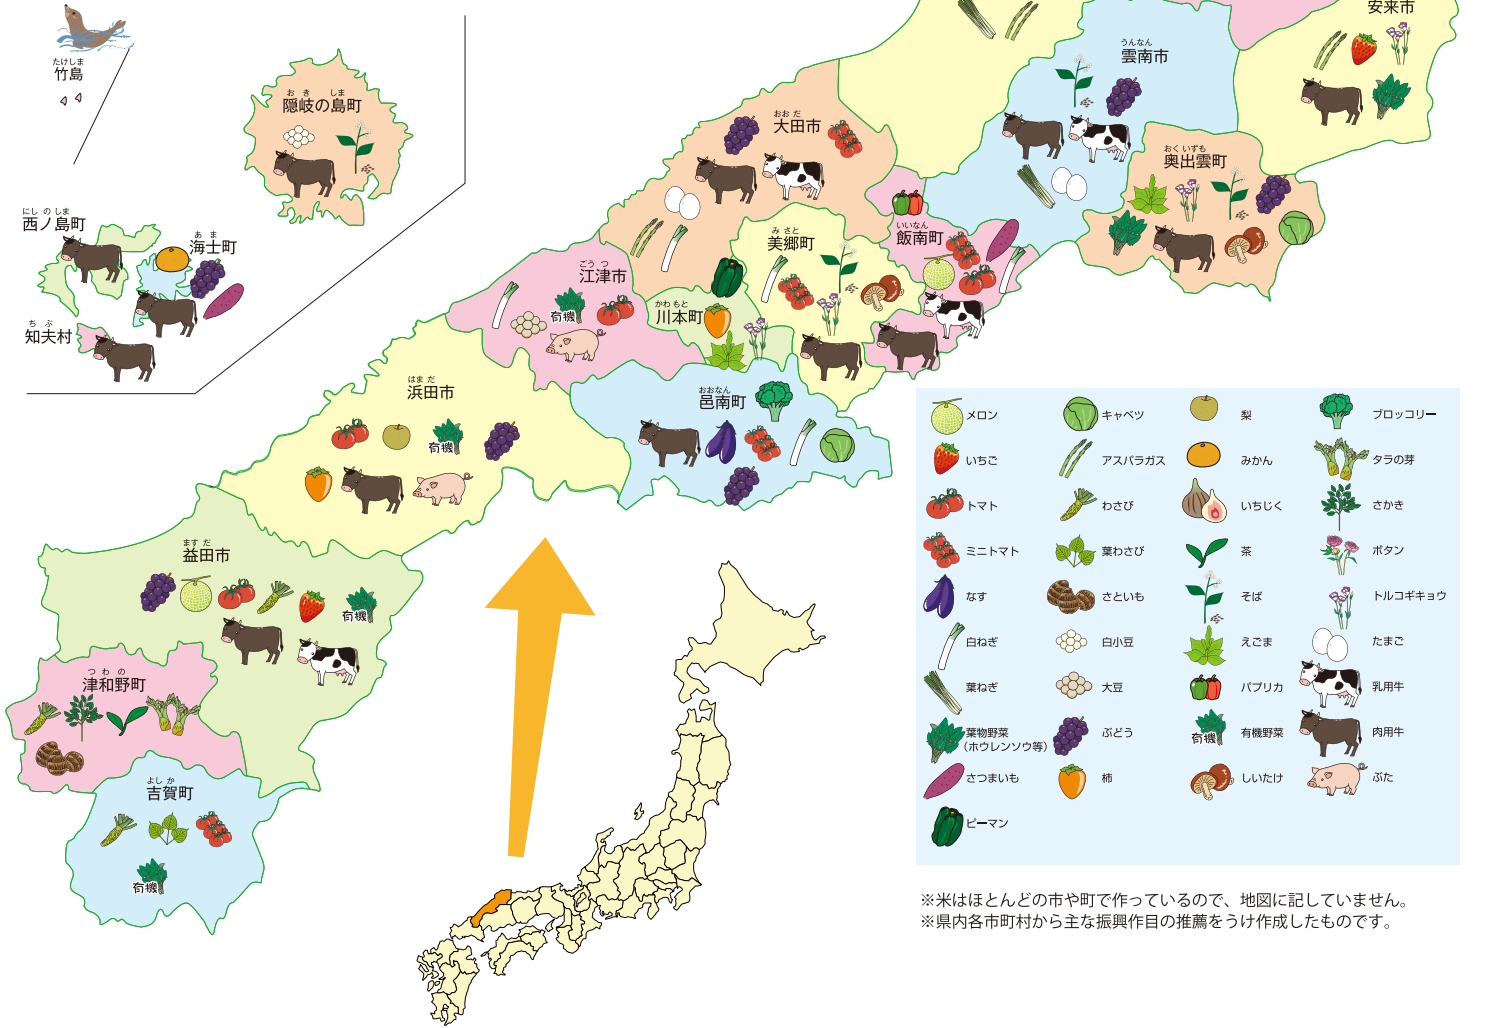 たけしま
竹島
おき しま
隠岐の島町
にし の しま
西ノ島町
あま
海士町
ちぶ
知夫村
安来市
うんなん
雲南市
おくいずも
奥出雲町
おおだ
大田市
いいなん
飯南町
みさと
美郷町
ごうつ
江津市
有機
かわもと
川本町
おおなん
邑南町
はまだ
浜田市
有機
ますだ
益田市
有機
つわの
津和野町
よしか
吉賀町
有機
メロン
キャベツ
梨
ブロッコリー
いちご
アスパラガス
みかん
タラの芽
トマト
わさび
いちじく
さかき
ミニトマト
葉わさび
茶
ボタン
なす
さといも
そば
トルコギキョウ
白ねぎ
白小豆
えごま
たまご
葉ねぎ
大豆
パプリカ
乳用牛
葉物野菜
(ホウレンソウ等)
ぶどう
有機
有機野菜
肉用牛
さつまいも
柿
しいたけ
ぶた
ピーマン
※米はほとんどの市や町で作っているので、地図に記していません。
※県内各市町村から主な振興作目の推薦をうけ作成したものです。